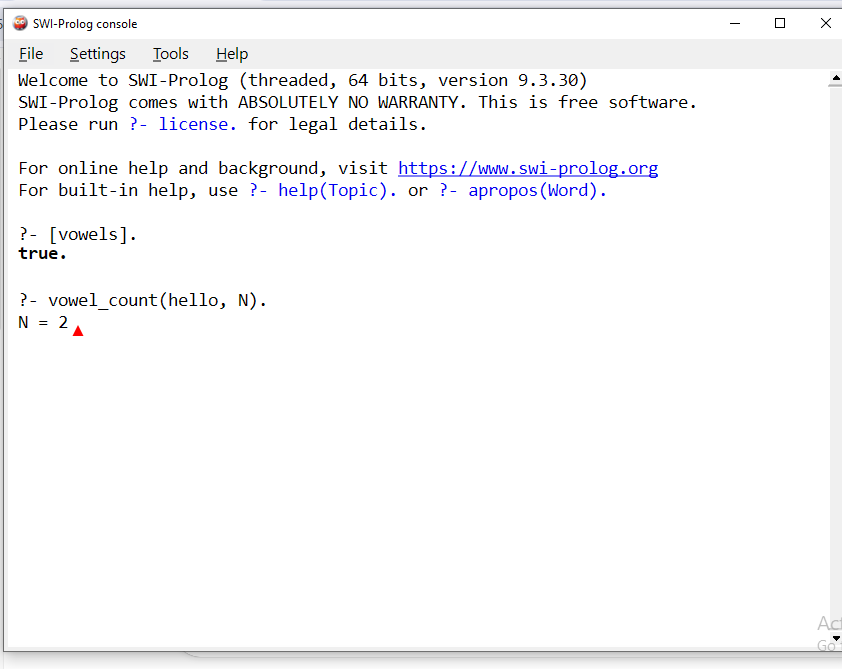 SWI-Prolog console
File Settings Tools Help
Welcome to SWI-Prolog (threaded, 64 bits, version 9.3.30)
SWI-Prolog comes with ABSOLUTELY NO WARRANTY. This is free software.
Please run ?- license. for legal details.
For online help and background, visit https://www.swi-prolog.org
For built-in help, use ?- help(Topic). or ?- apropos(Word).
?- [vowels].
true.
?- vowel_count(hello, N).
N = 2
Go